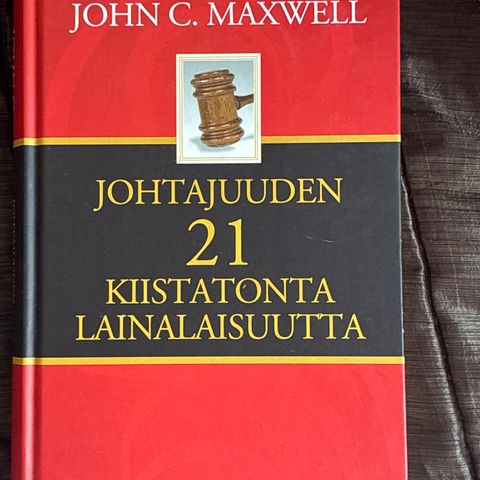 JOHN C. MAXWELL
JOHTAJUUDEN
21
KIISTATONTA
LAINALAISUUTTA